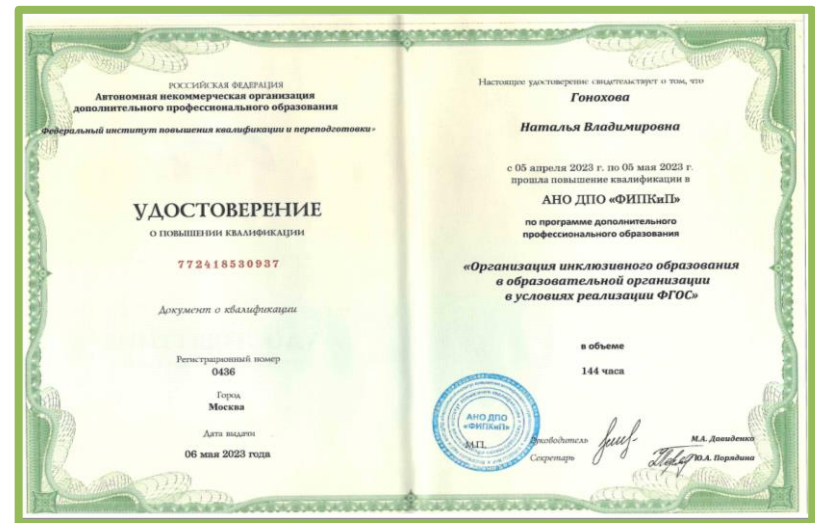 РОССИЙСКАЯ ФЕДЕРАЦИЯ
Автономная некоммерческая организация
дополнительного профессионального образования
«Федеральный институт повышения квалификации и переподготовки»
УДОСТОВЕРЕНИЕ
О ПОВЫШЕНИИ КВАЛИФИКАЦИИ
772418530937
Документ о квалификации
Регистрационный номер
0436
Город
Москва
Дата выдачи
06 мая 2023 года
Настоящее удостоверение свидетельствует о том, что
Гонохова
Наталья Владимировна
с 05 апреля 2023 г. по 05 мая 2023 г.
прошла повышение квалификации в
АНО ДПО «ФИПКиП»
по программе дополнительного
профессионального образования
«Организация инклюзивного образования
в образовательной организации
в условиях реализации ФГОС»
в объеме
144 часа
АНО ДПО
«ФИПКиП»
М.П.
Руководитель
М.А. Давиденко
Секретарь
Ю.А. Порядина